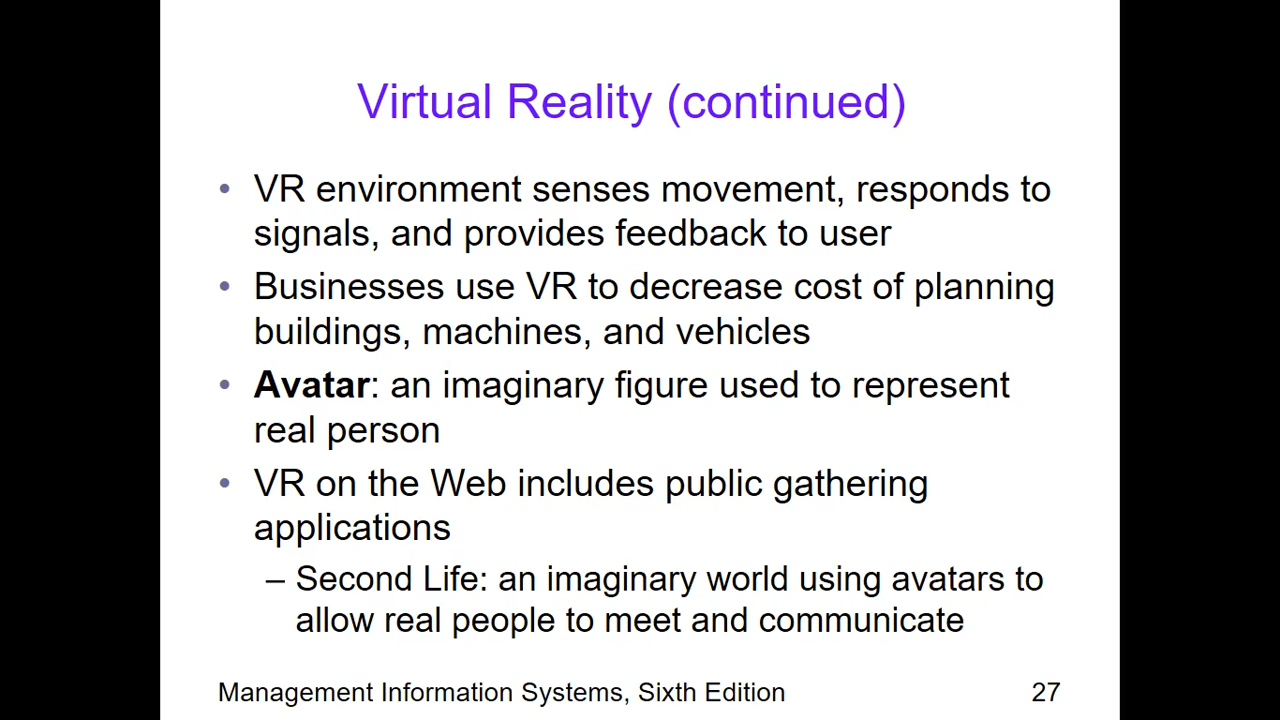 Virtual Reality (continued)
• VR environment senses movement, responds to
signals, and provides feedback to user
• Businesses use VR to decrease cost of planning
buildings, machines, and vehicles
• Avatar: an imaginary figure used to represent
real person
• VR on the Web includes public gathering
applications
– Second Life: an imaginary world using avatars to
allow real people to meet and communicate
Management Information Systems, Sixth Edition 27